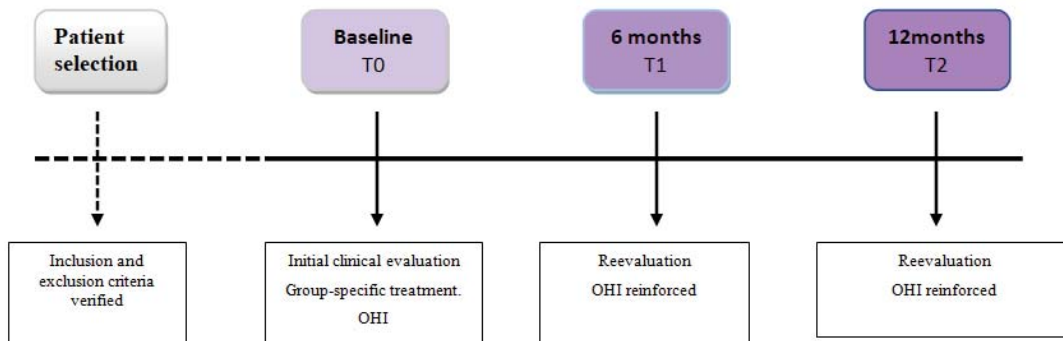 Patient
selection
Baseline
T0
6 months
T1
12months
T2
Inclusion and
exclusion criteria
verified
Initial clinical evaluation
Group-specific treatment.
OHI
Reevaluation
OHI reinforced
Reevaluation
OHI reinforced